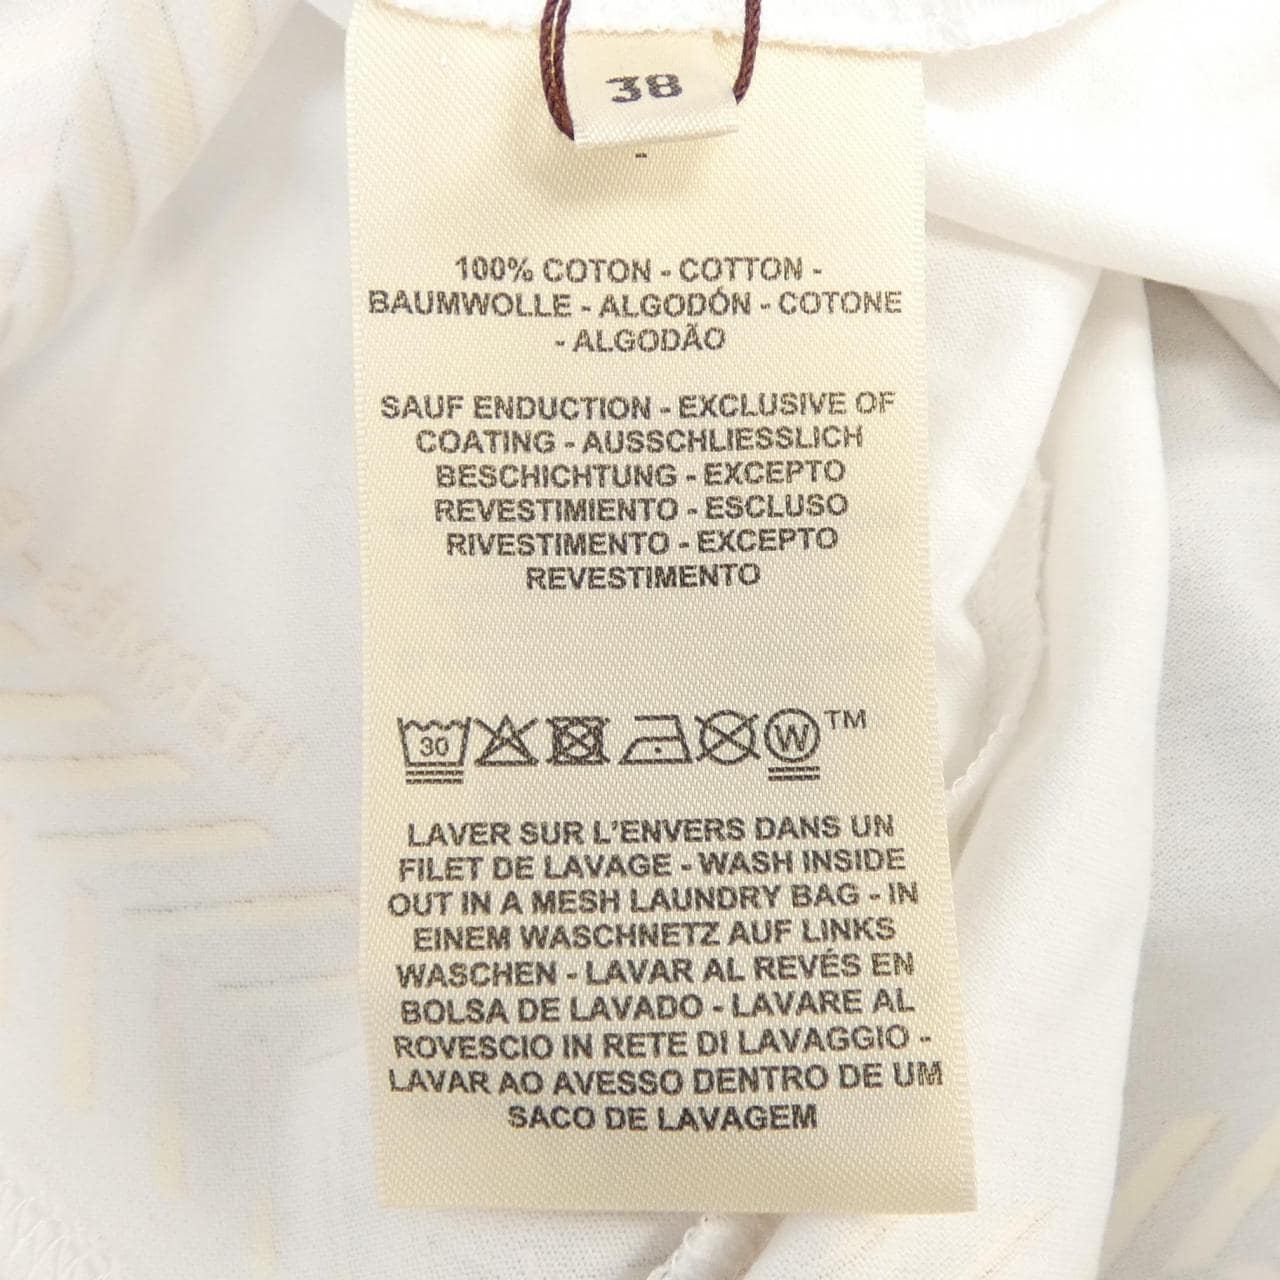 38
-
100% COTON - COTTON -
BAUMWOLLE - ALGODÓN - COTONE
- ALGODÃO
SAUF ENDUCTION - EXCLUSIVE OF
COATING - AUSSCHLIESSLICH
BESCHICHTUNG - EXCEPTO
REVESTIMIENTO - ESCLUSO
RIVESTIMENTO - EXCEPTO
REVESTIMENTO
30 W TM
LAVER SUR L'ENVERS DANS UN
FILET DE LAVAGE - WASH INSIDE
OUT IN A MESH LAUNDRY BAG - IN
EINEM WASCHNETZ AUF LINKS
WASCHEN - LAVAR AL REVÉS EN
BOLSA DE LAVADO - LAVARE AL
ROVESCIO IN RETE DI LAVAGGIO -
LAVAR AO AVESSO DENTRO DE UM
SACO DE LAVAGEM